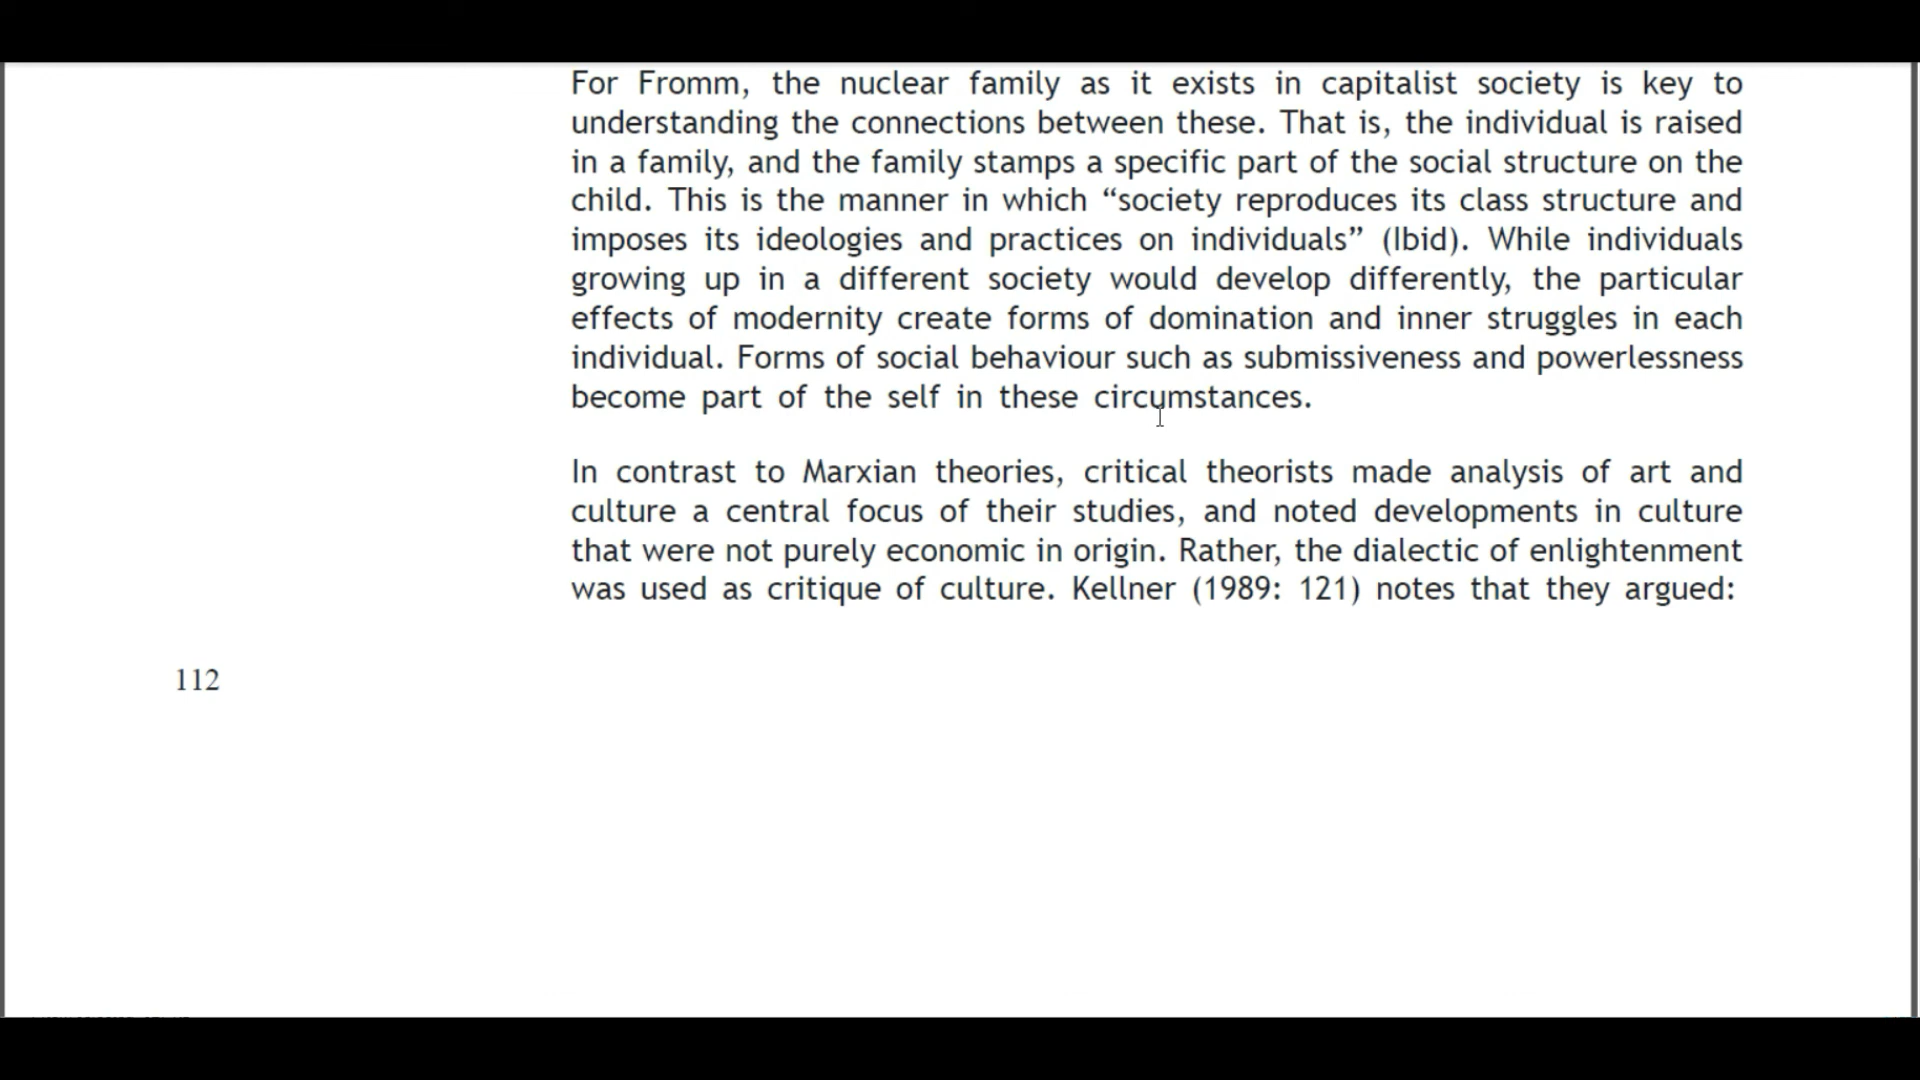 For Fromm, the nuclear family as it exists in capitalist society is key to
understanding the connections between these. That is, the individual is raised
in a family, and the family stamps a specific part of the social structure on the
child. This is the manner in which “society reproduces its class structure and
imposes its ideologies and practices on individuals” (Ibid). While individuals
growing up in a different society would develop differently, the particular
effects of modernity create forms of domination and inner struggles in each
individual. Forms of social behaviour such as submissiveness and powerlessness
become part of the self in these circumstances.
In contrast to Marxian theories, critical theorists made analysis of art and
culture a central focus of their studies, and noted developments in culture
that were not purely economic in origin. Rather, the dialectic of enlightenment
was used as critique of culture. Kellner (1989: 121) notes that they argued:
112